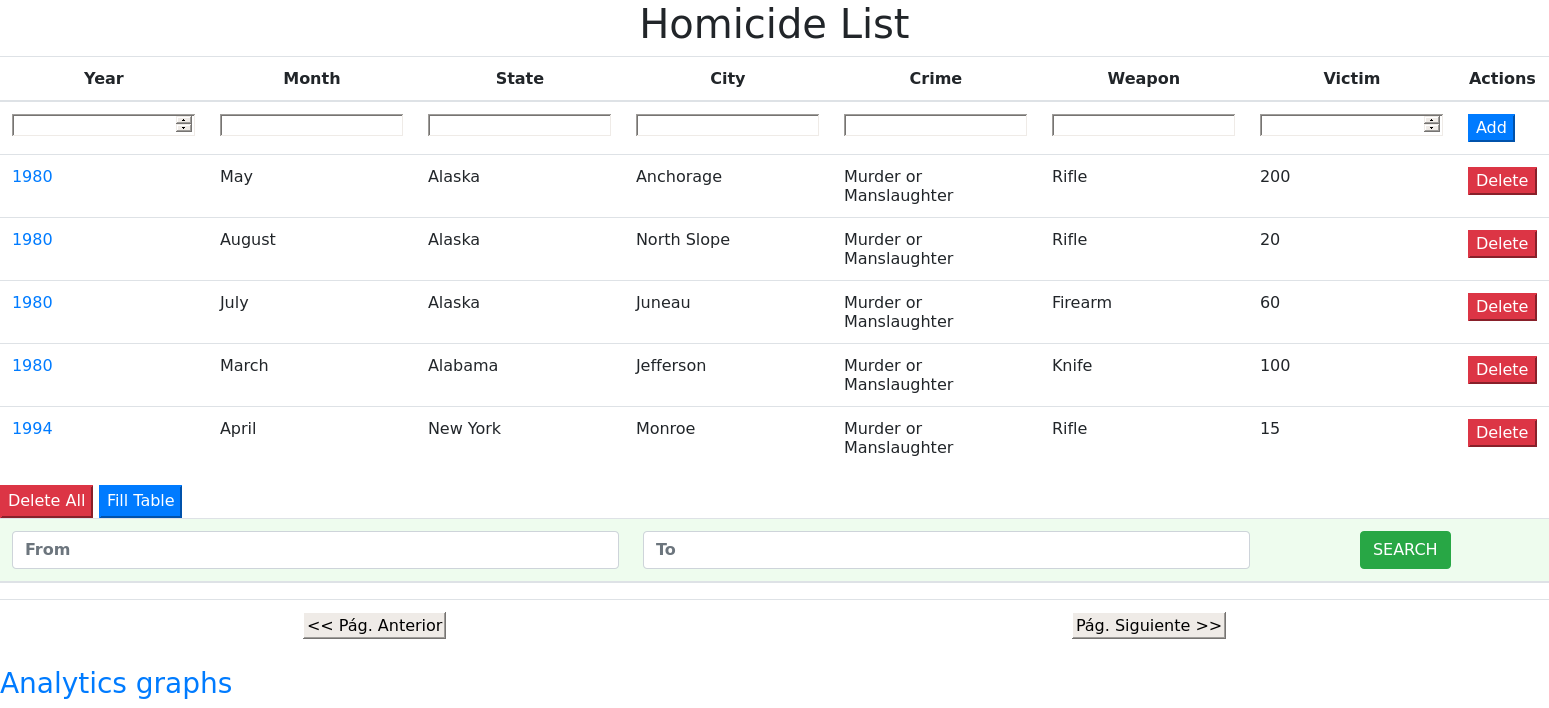 Homicide List
Year Month State City Crime Weapon Victim Actions
Add
1980 May Alaska Anchorage Murder or Manslaughter Rifle 200 Delete
1980 August Alaska North Slope Murder or Manslaughter Rifle 20 Delete
1980 July Alaska Juneau Murder or Manslaughter Firearm 60 Delete
1980 March Alabama Jefferson Murder or Manslaughter Knife 100 Delete
1994 April New York Monroe Murder or Manslaughter Rifle 15 Delete
Delete All Fill Table
From To SEARCH
<< Pág. Anterior Pág. Siguiente >>
Analytics graphs